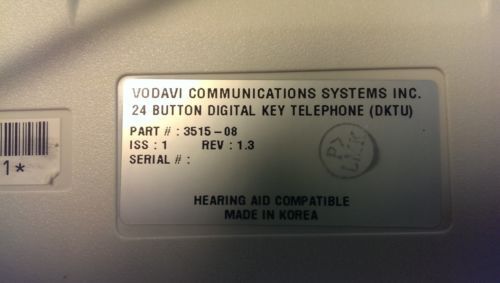 VODAVI COMMUNICATIONS SYSTEMS INC.
24 BUTTON DIGITAL KEY TELEPHONE (DKTU)
PART # : 3515-08
ISS : 1 REV : 1.3
SERIAL # :
HEARING AID COMPATIBLE
MADE IN KOREA
1*